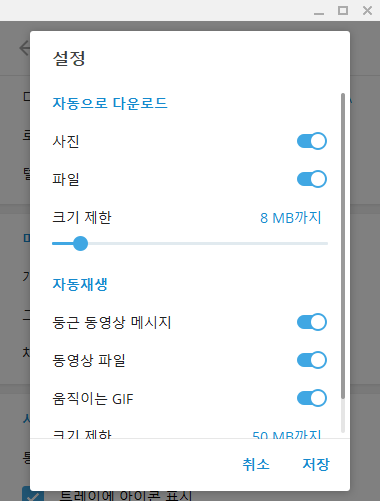 설정
자동으로 다운로드
사진
파일
크기 제한 8 MB까지
자동재생
둥근 동영상 메시지
동영상 파일
움직이는 GIF
크기 제한 50 MB까지
취소 저장
트레이에 아이콘 표시